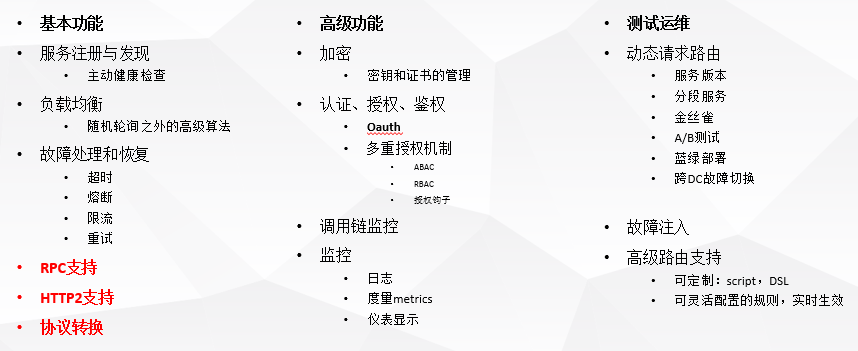 基本功能
服务注册与发现
主动健康检查
负载均衡
随机轮询之外的高级算法
故障处理和恢复
超时
熔断
限流
重试
RPC支持
HTTP2支持
协议转换
高级功能
加密
密钥和证书的管理
认证、授权、鉴权
Oauth
多重授权机制
ABAC
RBAC
授权钩子
调用链监控
监控
日志
度量metrics
仪表显示
测试运维
动态请求路由
服务版本
分段服务
金丝雀
A/B测试
蓝绿部署
跨DC故障切换
故障注入
高级路由支持
可定制：script，DSL
可灵活配置的规则，实时生效